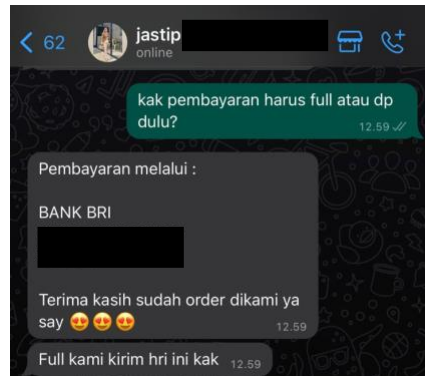 62
jastip
online
kak pembayaran harus full atau dp
dulu?
12.59
Pembayaran melalui :
BANK BRI
Terima kasih sudah order dikami ya
say 😍😍😍
12.59
Full kami kirim hri ini kak 12.59